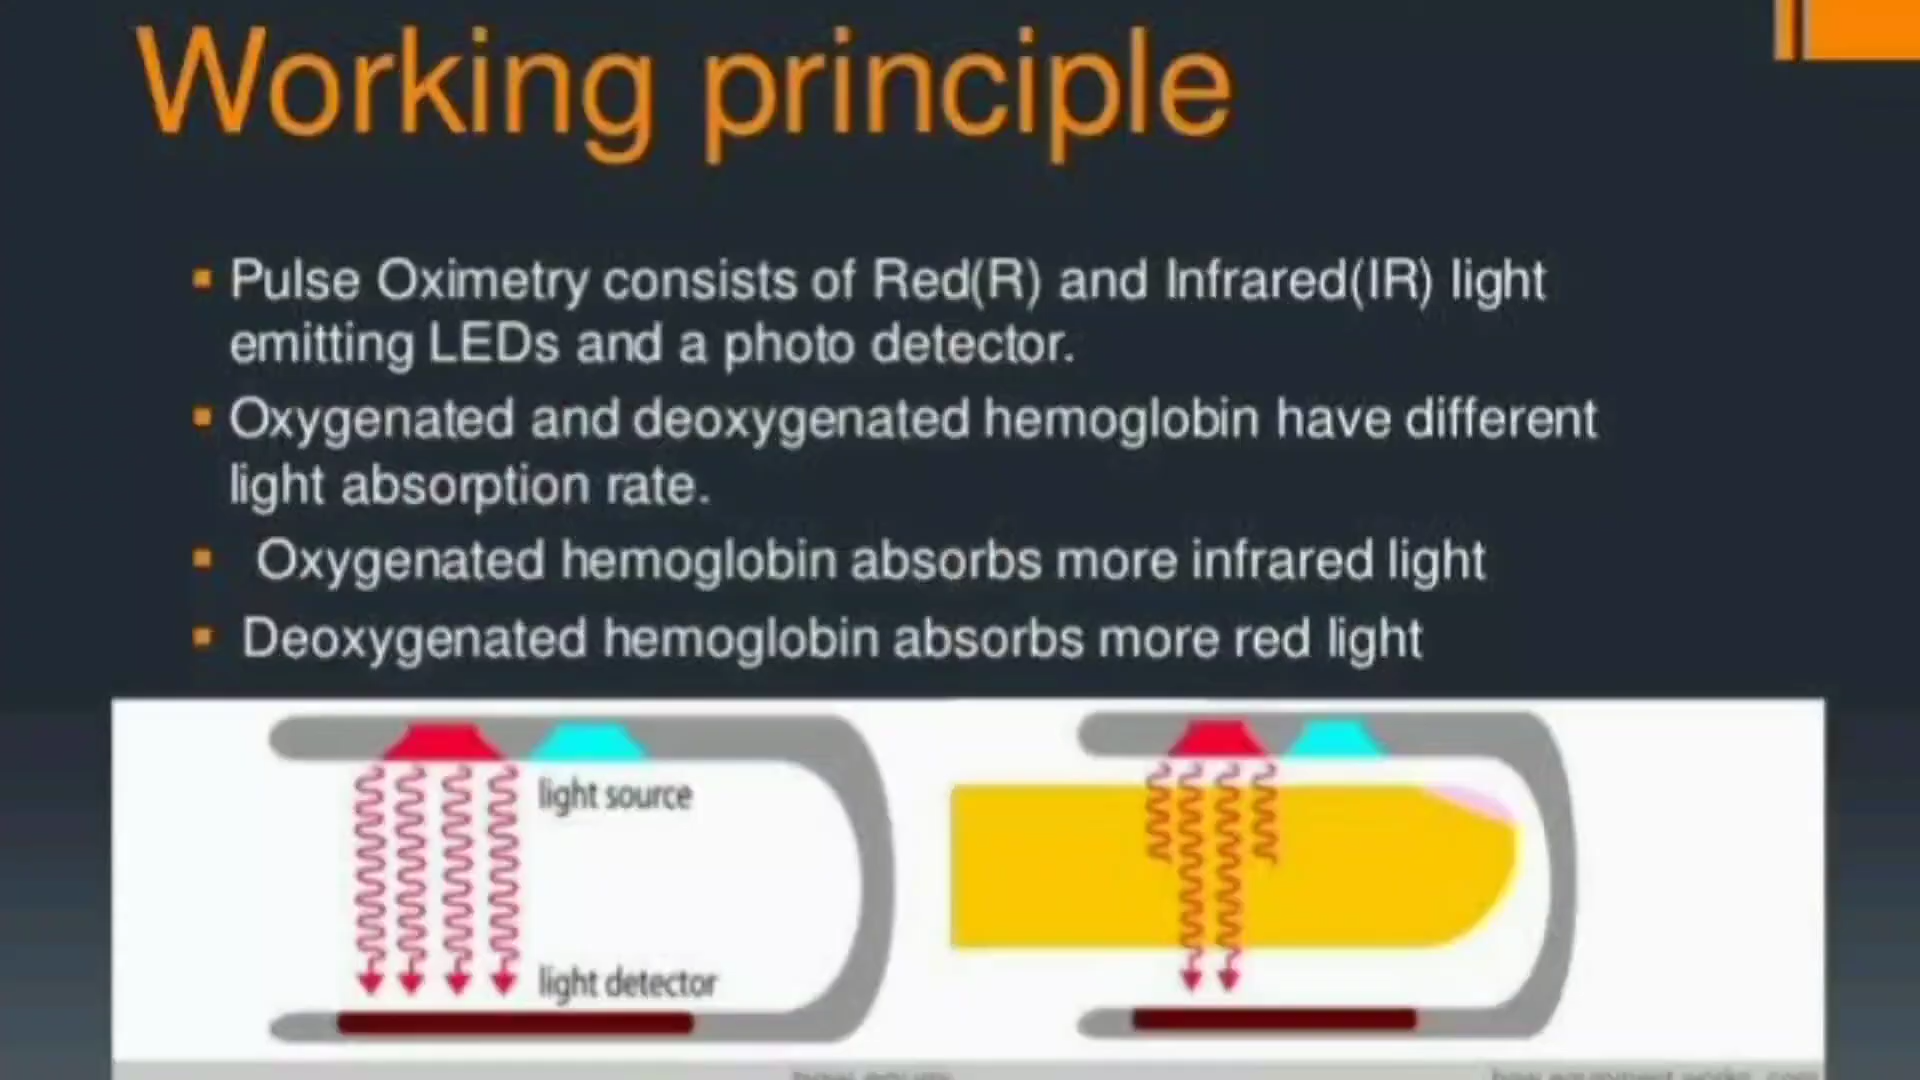 Working principle
Pulse Oximetry consists of Red(R) and Infrared(IR) light
emitting LEDs and a photo detector.
Oxygenated and deoxygenated hemoglobin have different
light absorption rate.
Oxygenated hemoglobin absorbs more infrared light
Deoxygenated hemoglobin absorbs more red light
light source
light detector